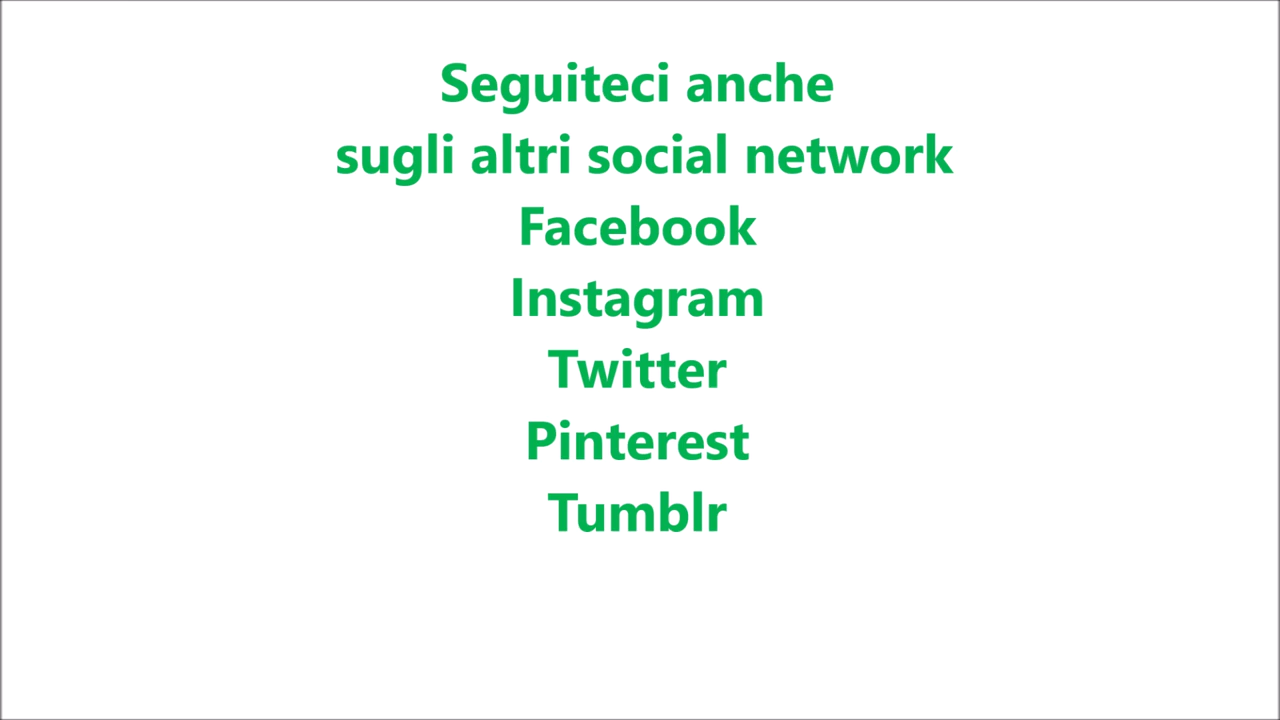 Seguiteci anche
sugli altri social network
Facebook
Instagram
Twitter
Pinterest
Tumblr